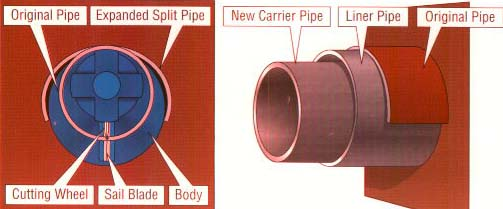 Original Pipe
Expanded Split Pipe
Cutting Wheel
Sail Blade
Body
New Carrier Pipe
Liner Pipe
Original Pipe